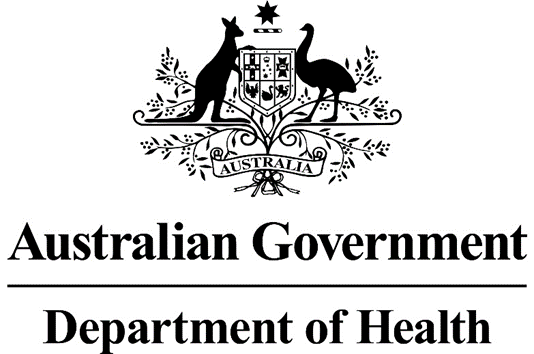 AUSTRALIA
Australian Government
Department of Health